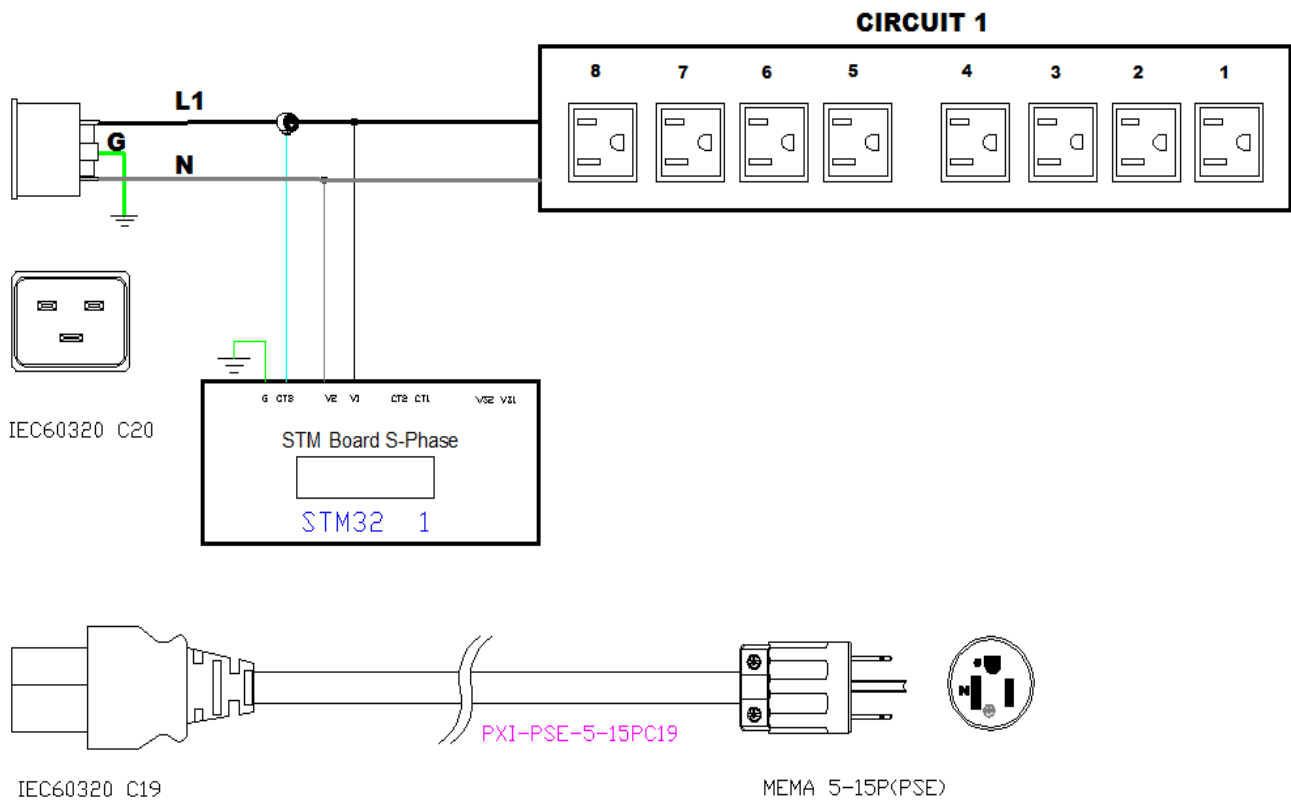 CIRCUIT 1
8 7 6 5 4 3 2 1
L1
G
N
IEC60320 C20
G CT3 V2 V1 CT2 CT1 VS2 VS1
STM Board S-Phase
STM32 1
PXI-PSE-5-15PC19
N
IEC60320 C19
MEMA 5-15P(PSE)